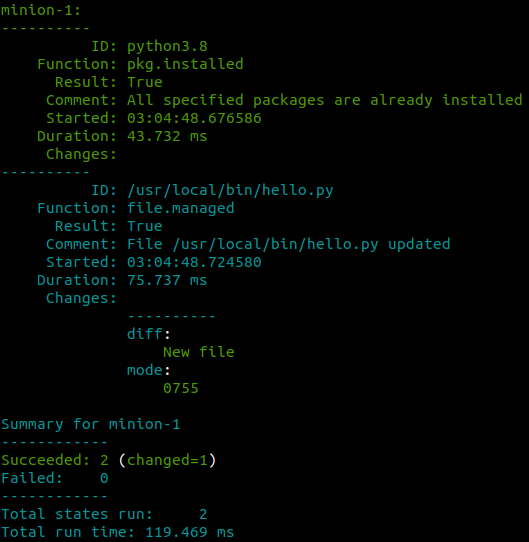 minion-1:
----------
          ID: python3.8
    Function: pkg.installed
      Result: True
     Comment: All specified packages are already installed
     Started: 03:04:48.676586
    Duration: 43.732 ms
     Changes:
----------
          ID: /usr/local/bin/hello.py
    Function: file.managed
      Result: True
     Comment: File /usr/local/bin/hello.py updated
     Started: 03:04:48.724580
    Duration: 75.737 ms
     Changes:
              ----------
              diff:
                  New file
              mode:
                  0755

Summary for minion-1
------------
Succeeded: 2 (changed=1)
Failed:    0
------------
Total states run:     2
Total run time: 119.469 ms